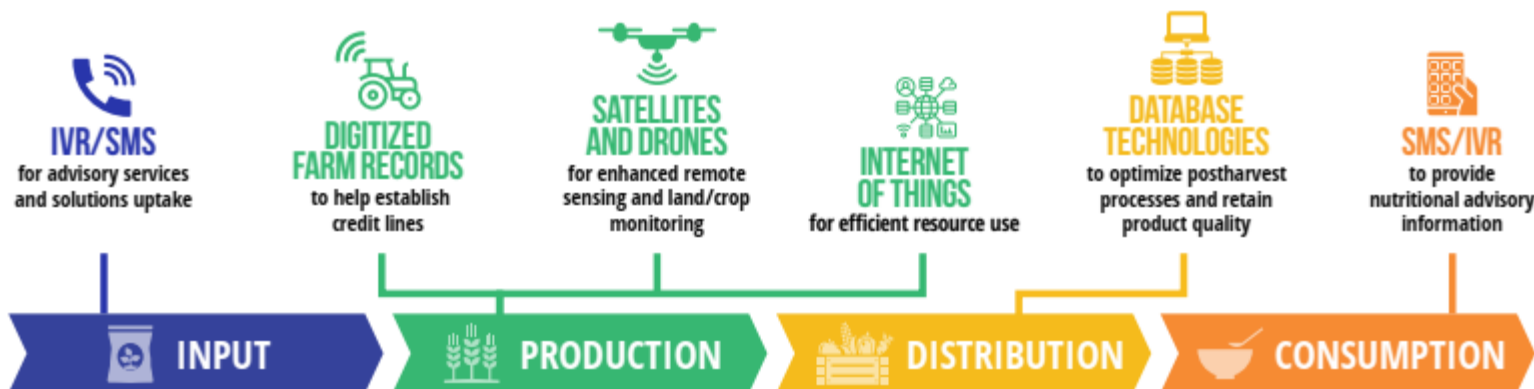 IVR/SMS
for advisory services
and solutions uptake
DIGITIZED
FARM RECORDS
to help establish
credit lines
SATELLITES
AND DRONES
for enhanced remote
sensing and land/crop
monitoring
INTERNET
OF THINGS
for efficient resource use
DATABASE
TECHNOLOGIES
to optimize postharvest
processes and retain
product quality
SMS/IVR
to provide
nutritional advisory
information
INPUT
PRODUCTION
DISTRIBUTION
CONSUMPTION